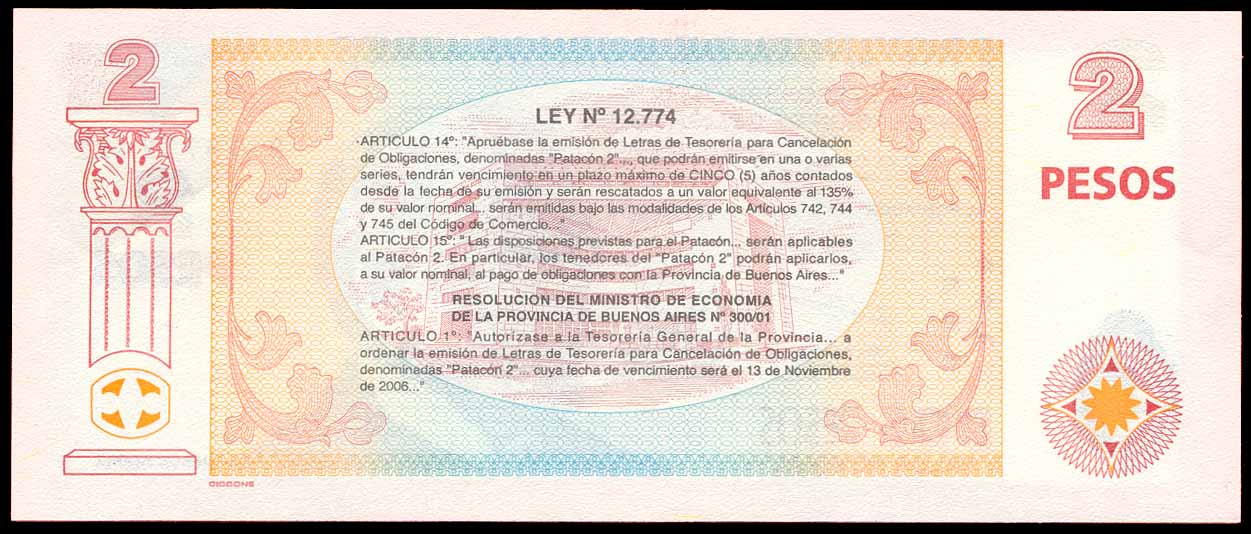 2
2
PESOS
LEY Nº 12.774
ARTICULO 14º: "Apruébase la emisión de Letras de Tesorería para Cancelación
de Obligaciones, denominadas "Patacón 2"..., que podrán emitirse en una o varias
series, tendrán vencimiento en un plazo máximo de CINCO (5) años contados
desde la fecha de su emisión y serán rescatados a un valor equivalente al 135%
de su valor nominal... serán emitidas bajo las modalidades de los Artículos 742, 744
y 745 del Código de Comercio..."
ARTICULO 15º: " Las disposiciones previstas para el Patacón... serán aplicables
al Patacón 2. En particular, los tenedores del "Patacón 2" podrán aplicarlos,
a su valor nominal, al pago de obligaciones con la Provincia de Buenos Aires..."
RESOLUCION DEL MINISTRO DE ECONOMIA
DE LA PROVINCIA DE BUENOS AIRES Nº 300/01
ARTICULO 1º: "Autorízase a la Tesorería General de la Provincia... a
ordenar la emisión de Letras de Tesorería para Cancelación de Obligaciones,
denominadas "Patacón 2"... cuya fecha de vencimiento será el 13 de Noviembre
de 2006..."
CICCONE